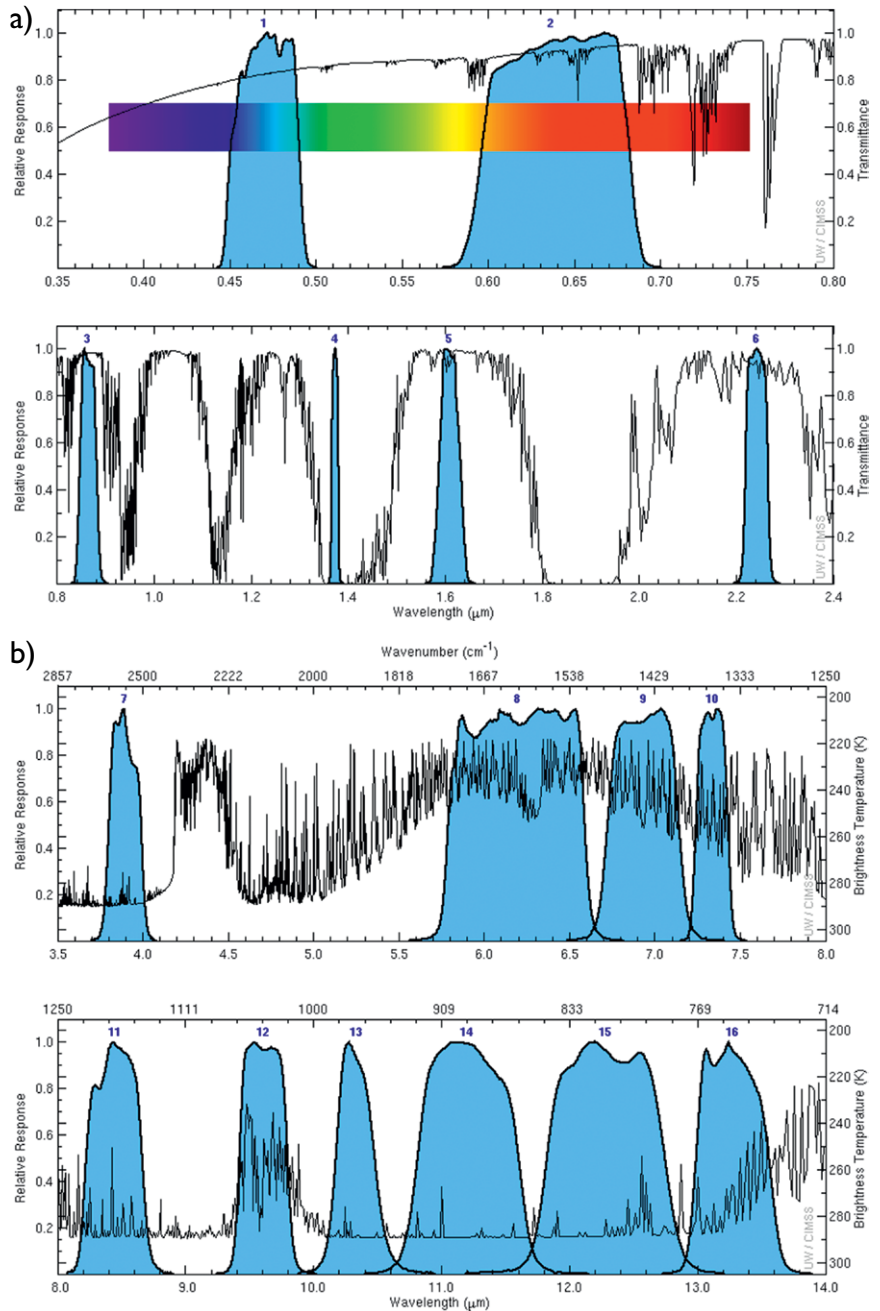 a)
1 2
1.0 0.8 0.6 0.4 0.2
Relative Response
1.0 0.8 0.6 0.4 0.2
Transmittance
UW / CIMSS
0.35 0.40 0.45 0.50 0.55 0.60 0.65 0.70 0.75 0.80
3 4 5 6
1.0 0.8 0.6 0.4 0.2
Relative Response
1.0 0.8 0.6 0.4 0.2
Transmittance
UW / CIMSS
0.8 1.0 1.2 1.4 1.6 1.8 2.0 2.2 2.4
Wavelength (μm)
b)
Wavenumber (cm⁻¹)
2857 2500 2222 2000 1818 1667 1538 1429 1333 1250
7 8 9 10
1.0 0.8 0.6 0.4 0.2
Relative Response
200 220 240 260 280 300
Brightness Temperature (K)
UW / CIMSS
3.5 4.0 4.5 5.0 5.5 6.0 6.5 7.0 7.5 8.0
1250 1111 1000 909 833 769 714
11 12 13 14 15 16
1.0 0.8 0.6 0.4 0.2
Relative Response
200 220 240 260 280 300
Brightness Temperature (K)
UW / CIMSS
8.0 9.0 10.0 11.0 12.0 13.0 14.0
Wavelength (μm)